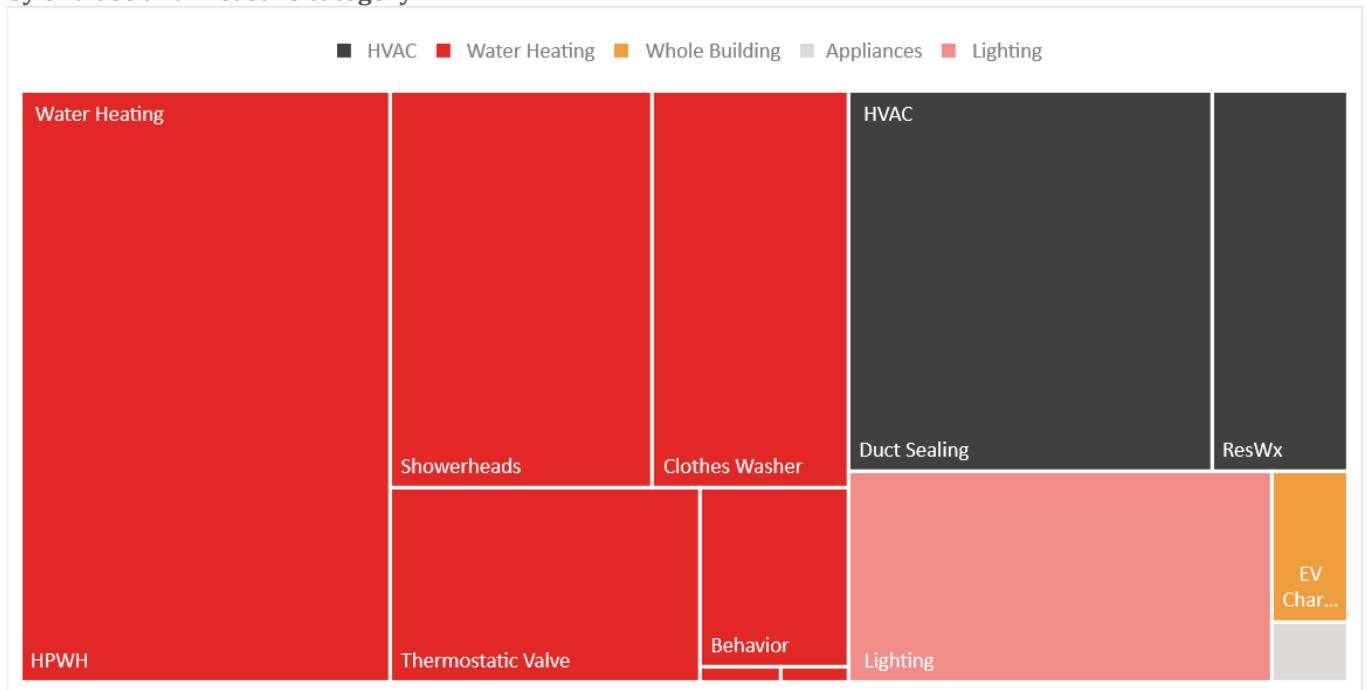 HVAC Water Heating Whole Building Appliances Lighting
Water Heating
HPWH
Showerheads
Clothes Washer
Thermostatic Valve
Behavior
HVAC
Duct Sealing
ResWx
Lighting
EV
Char...